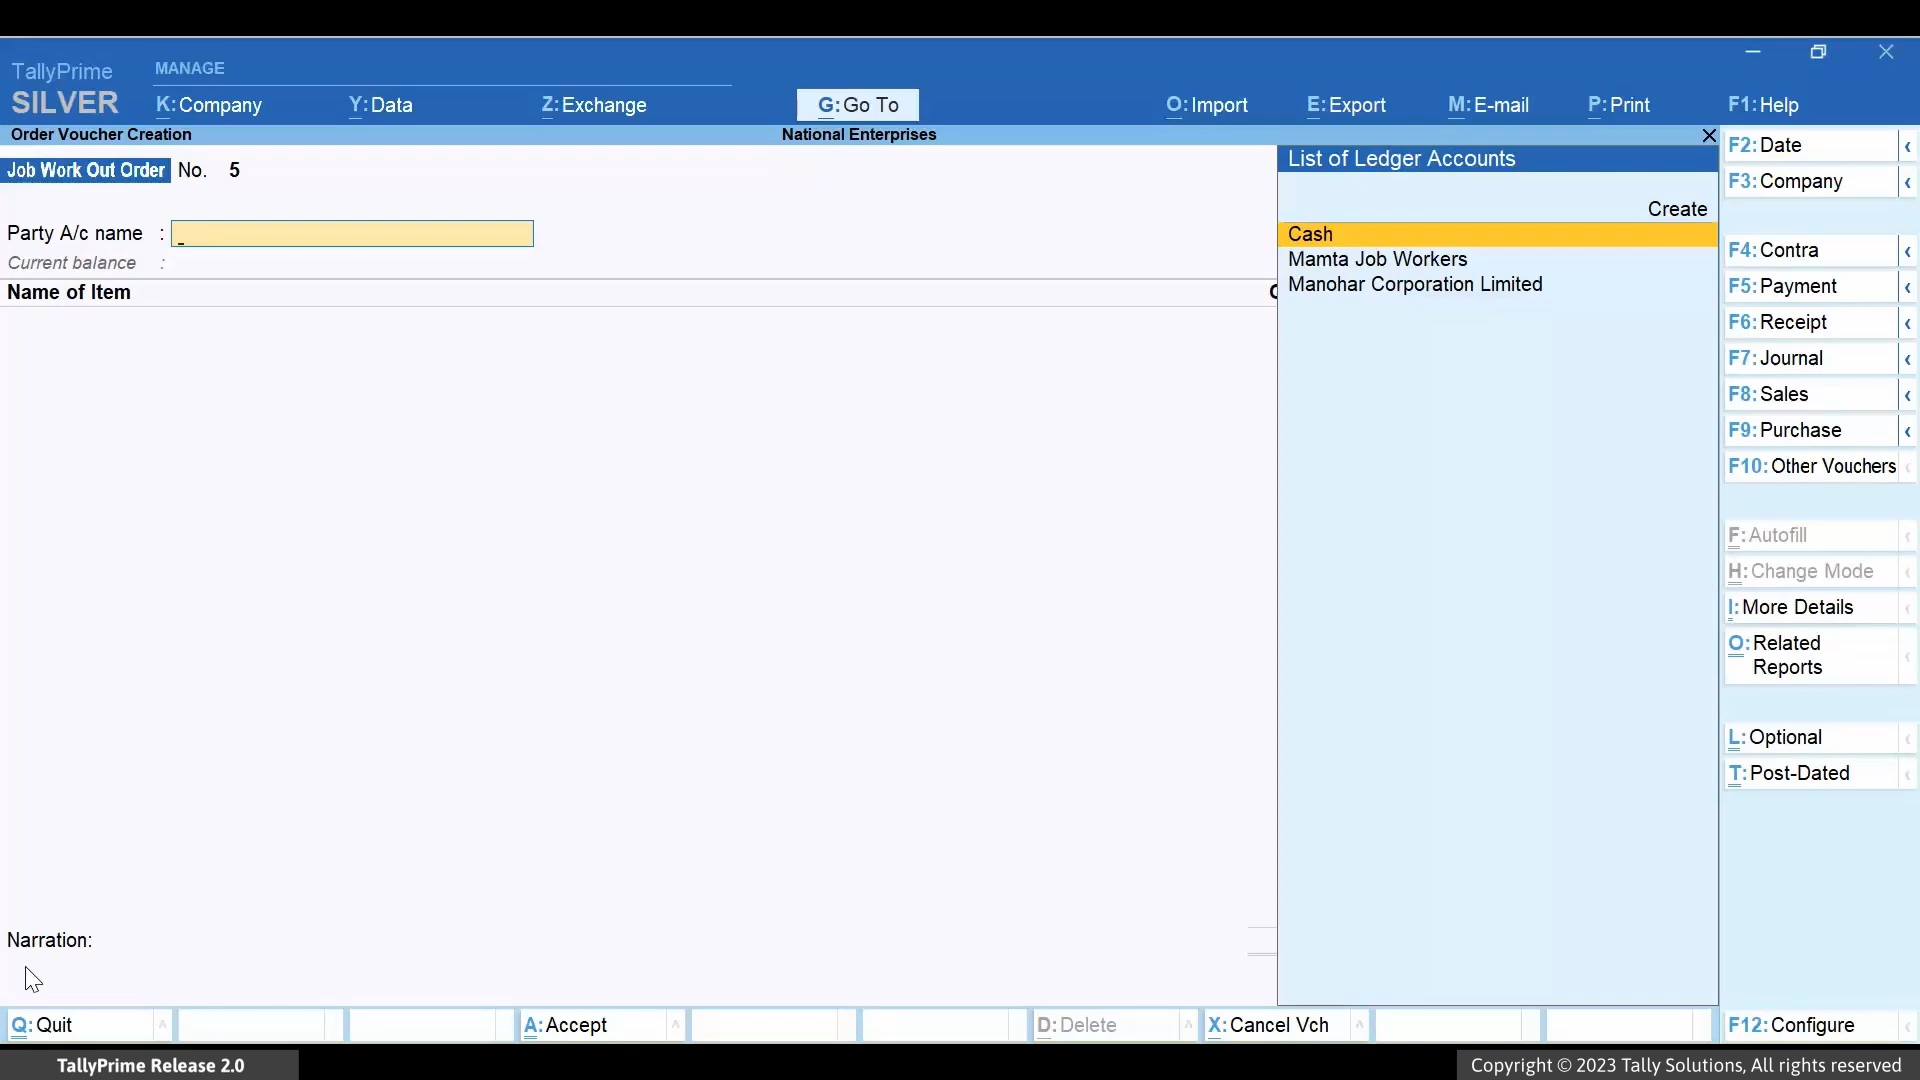 TallyPrime
SILVER
MANAGE
K: Company
Y: Data
Z: Exchange
G: Go To
O: Import
E: Export
M: E-mail
P: Print
F1: Help
Order Voucher Creation
National Enterprises
Job Work Out Order No. 5
Party A/c name :
Current balance :
Name of Item
List of Ledger Accounts
Create
Cash
Mamta Job Workers
Manohar Corporation Limited
F2: Date
F3: Company
F4: Contra
F5: Payment
F6: Receipt
F7: Journal
F8: Sales
F9: Purchase
F10: Other Vouchers
F: Autofill
H: Change Mode
I: More Details
O: Related
Reports
L: Optional
T: Post-Dated
Narration:
Q: Quit
A: Accept
D: Delete
X: Cancel Vch
F12: Configure
TallyPrime Release 2.0
Copyright © 2023 Tally Solutions, All rights reserved